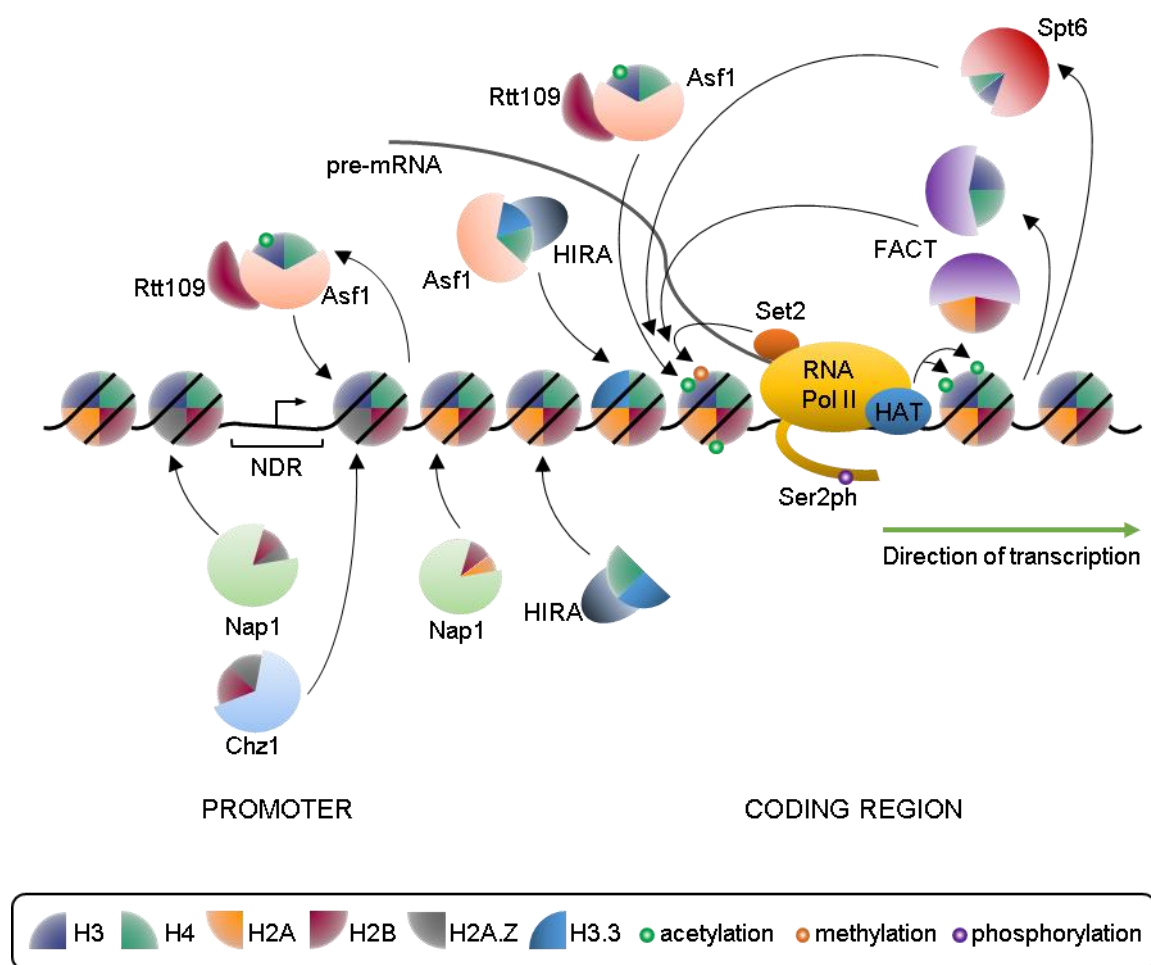 Spt6
Asf1
Rtt109
pre-mRNA
HIRA
Asf1
FACT
Rtt109
Asf1
Set2
RNA
Pol II
HAT
NDR
Ser2ph
Direction of transcription
Nap1
Nap1
HIRA
Chz1
PROMOTER
CODING REGION
H3 H4 H2A H2B H2A.Z H3.3 acetylation methylation phosphorylation